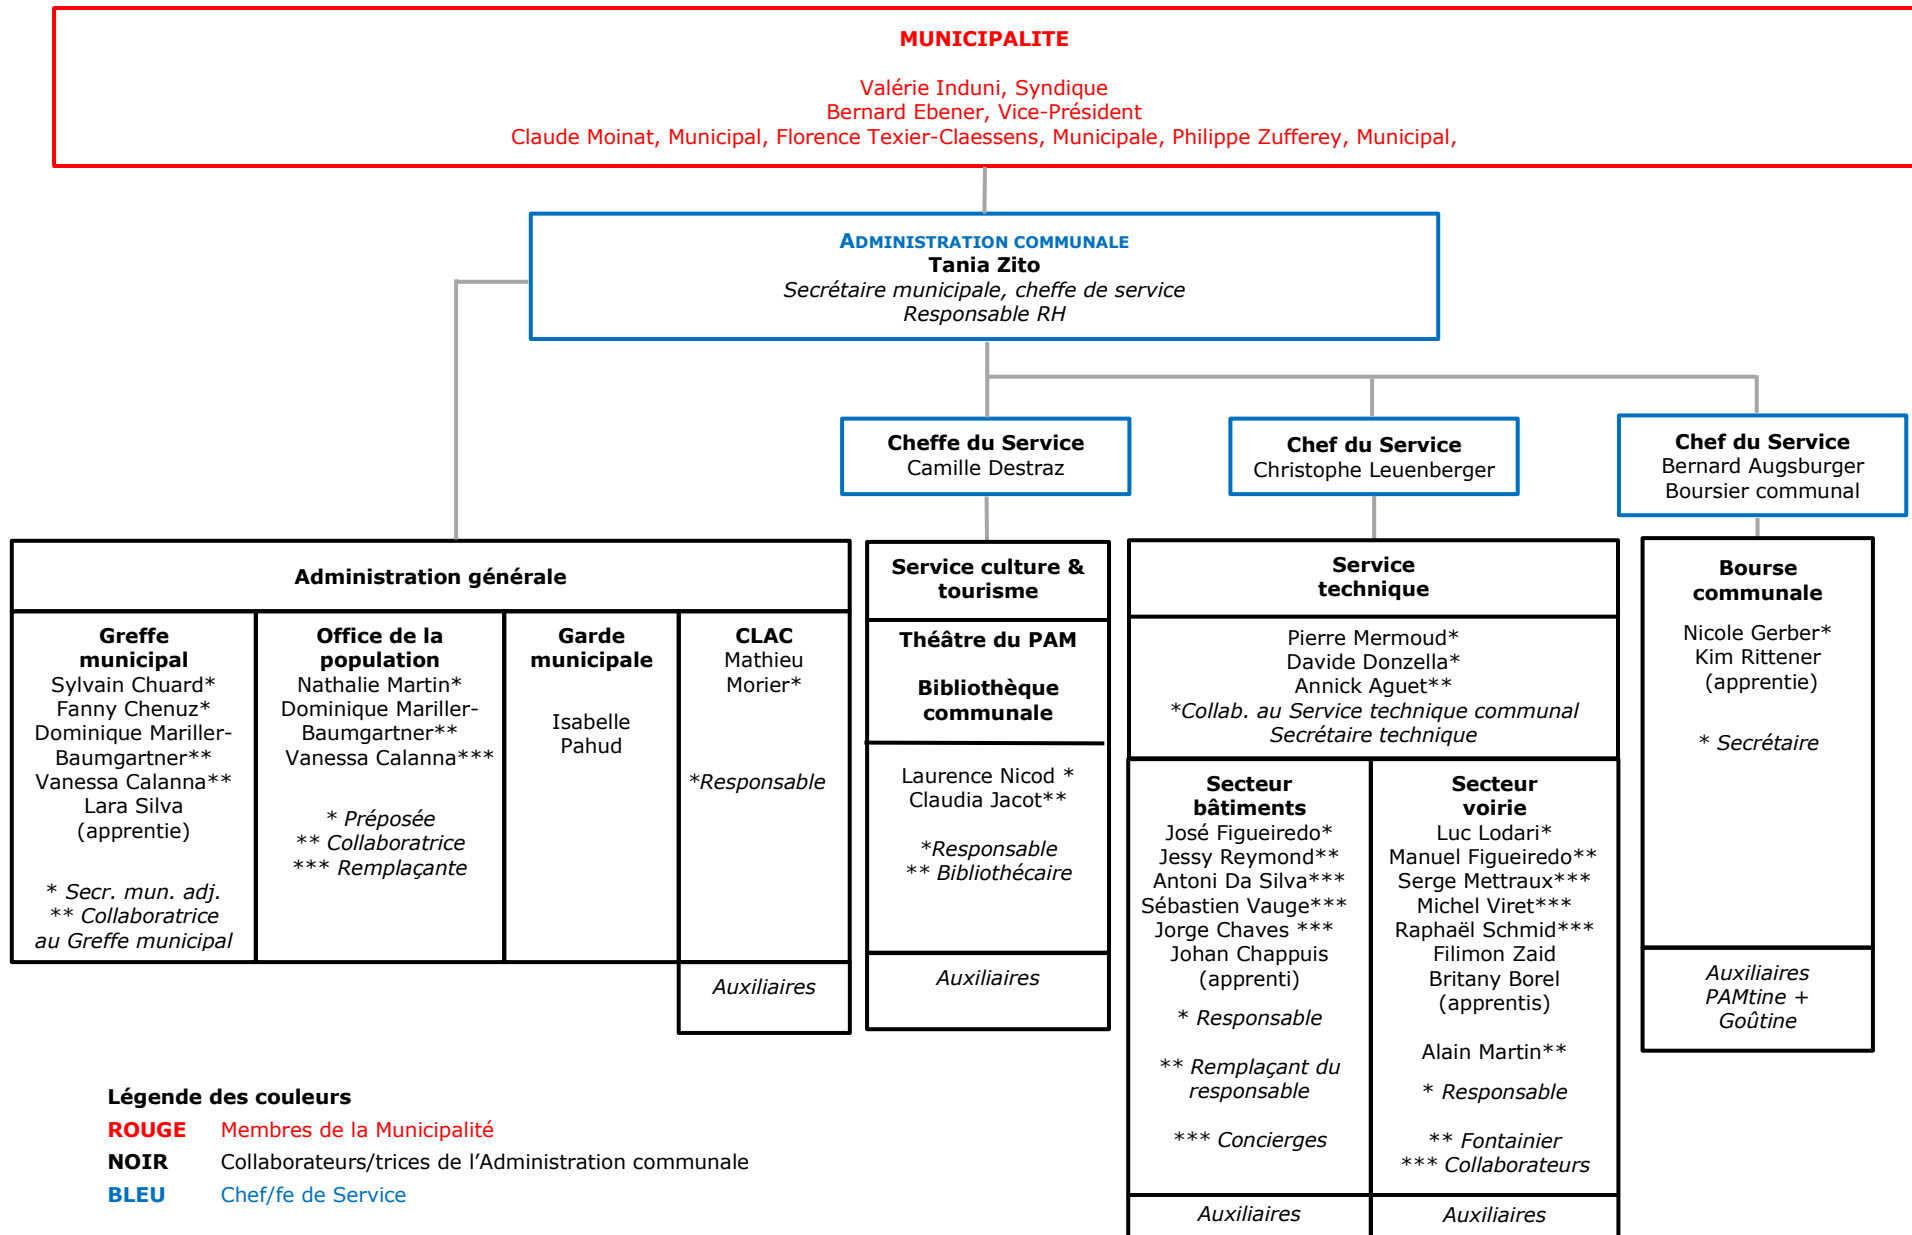 MUNICIPALITE
Valérie Induni, Syndique
Bernard Ebener, Vice-Président
Claude Moinat, Municipal, Florence Texier-Claessens, Municipale, Philippe Zufferey, Municipal,
ADMINISTRATION COMMUNALE
Tania Zito
Secrétaire municipale, cheffe de service
Responsable RH
Cheffe du Service
Camille Destraz
Chef du Service
Christophe Leuenberger
Chef du Service
Bernard Augsburger
Boursier communal
Administration générale
Greffe
municipal
Sylvain Chuard*
Fanny Chenuz*
Dominique Mariller-
Baumgartner**
Vanessa Calanna**
Lara Silva
(apprentie)
* Secr. mun. adj.
** Collaboratrice
au Greffe municipal
Office de la
population
Nathalie Martin*
Dominique Mariller-
Baumgartner**
Vanessa Calanna***
* Préposée
** Collaboratrice
*** Remplaçante
Garde
municipale
Isabelle
Pahud
CLAC
Mathieu
Morier*
*Responsable
Auxiliaires
Service culture &
tourisme
Théâtre du PAM
Bibliothèque
communale
Laurence Nicod *
Claudia Jacot**
*Responsable
** Bibliothécaire
Auxiliaires
Service
technique
Pierre Mermoud*
Davide Donzella*
Annick Aguet**
*Collab. au Service technique communal
Secrétaire technique
Secteur
bâtiments
José Figueiredo*
Jessy Reymond**
Antoni Da Silva***
Sébastien Vauge***
Jorge Chaves ***
Johan Chappuis
(apprenti)
* Responsable
** Remplaçant du
responsable
*** Concierges
Auxiliaires
Secteur
voirie
Luc Lodari*
Manuel Figueiredo**
Serge Mettraux***
Michel Viret***
Raphaël Schmid***
Filimon Zaid
Britany Borel
(apprentis)
Alain Martin**
* Responsable
** Fontainier
*** Collaborateurs
Auxiliaires
Bourse
communale
Nicole Gerber*
Kim Rittener
(apprentie)
* Secrétaire
Auxiliaires
PAMtine +
Goûtine
Légende des couleurs
ROUGE Membres de la Municipalité
NOIR Collaborateurs/trices de l'Administration communale
BLEU Chef/fe de Service